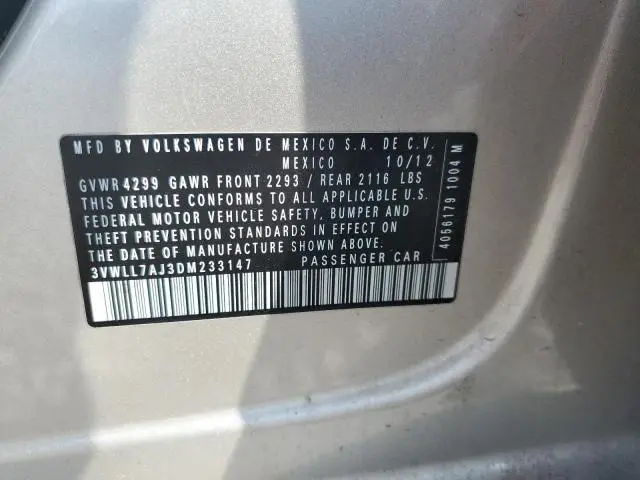 MFD BY VOLKSWAGEN DE MEXICO S.A. DE C.V.
MEXICO 10/12
GVWR 4299 GAWR FRONT 2293 / REAR 2116 LBS
THIS VEHICLE CONFORMS TO ALL APPLICABLE U.S.
FEDERAL MOTOR VEHICLE SAFETY, BUMPER AND
THEFT PREVENTION STANDARDS IN EFFECT ON
THE DATE OF MANUFACTURE SHOWN ABOVE.
3VWLL7AJ3DM233147 PASSENGER CAR
4056179 1004 M